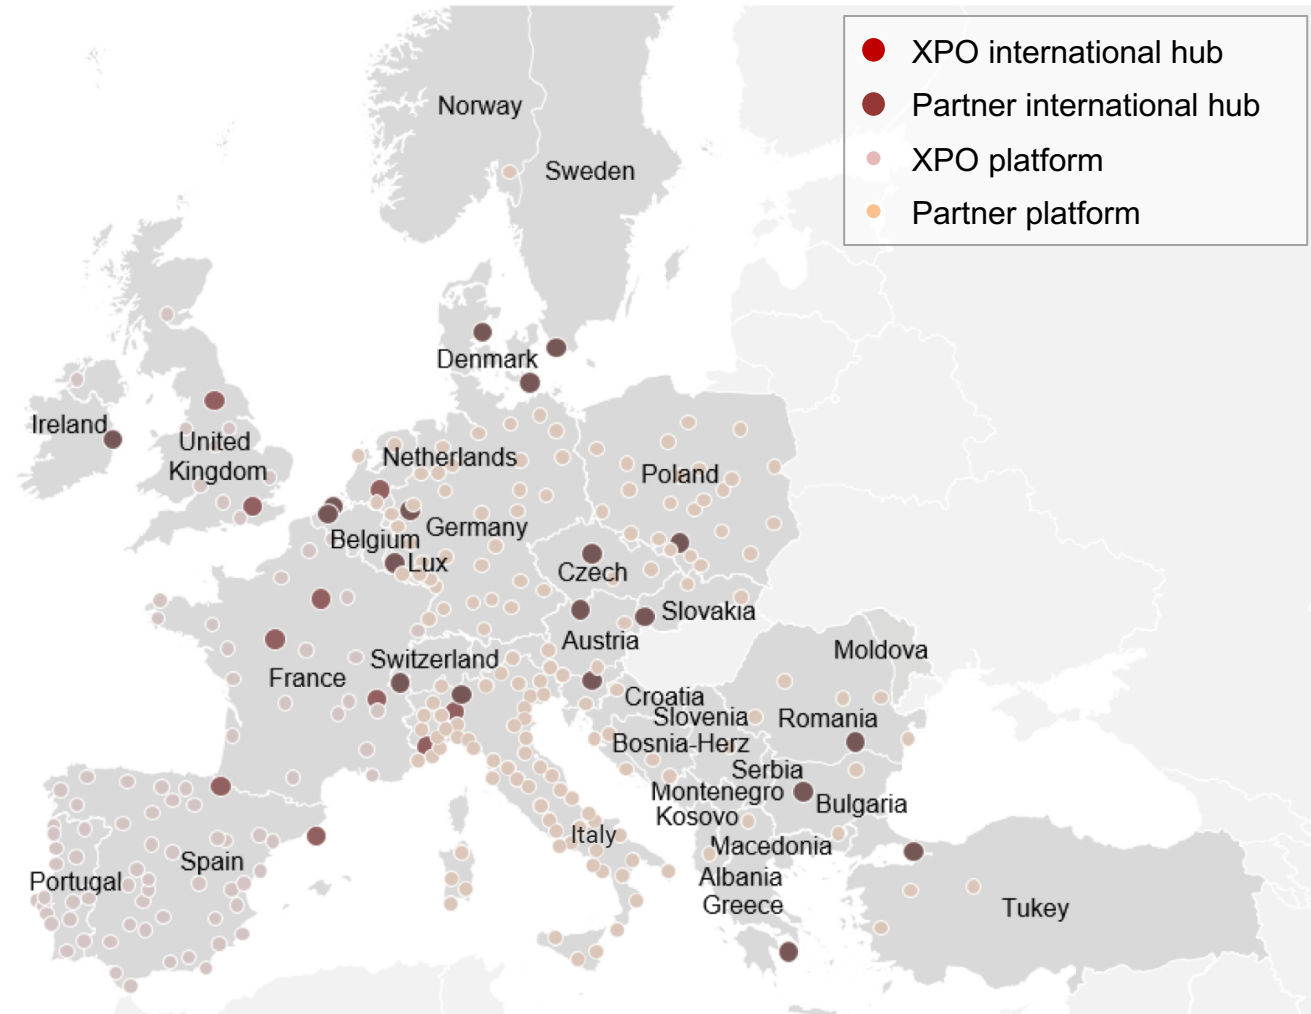 XPO international hub
Partner international hub
XPO platform
Partner platform
Norway
Sweden
Denmark
Ireland
United
Kingdom
Netherlands
Poland
Belgium
Germany
Lux
Czech
Slovakia
Austria
Moldova
Switzerland
France
Croatia
Slovenia
Romania
Bosnia-Herz
Serbia
Montenegro
Bulgaria
Kosovo
Italy
Macedonia
Spain
Portugal
Albania
Greece
Tukey